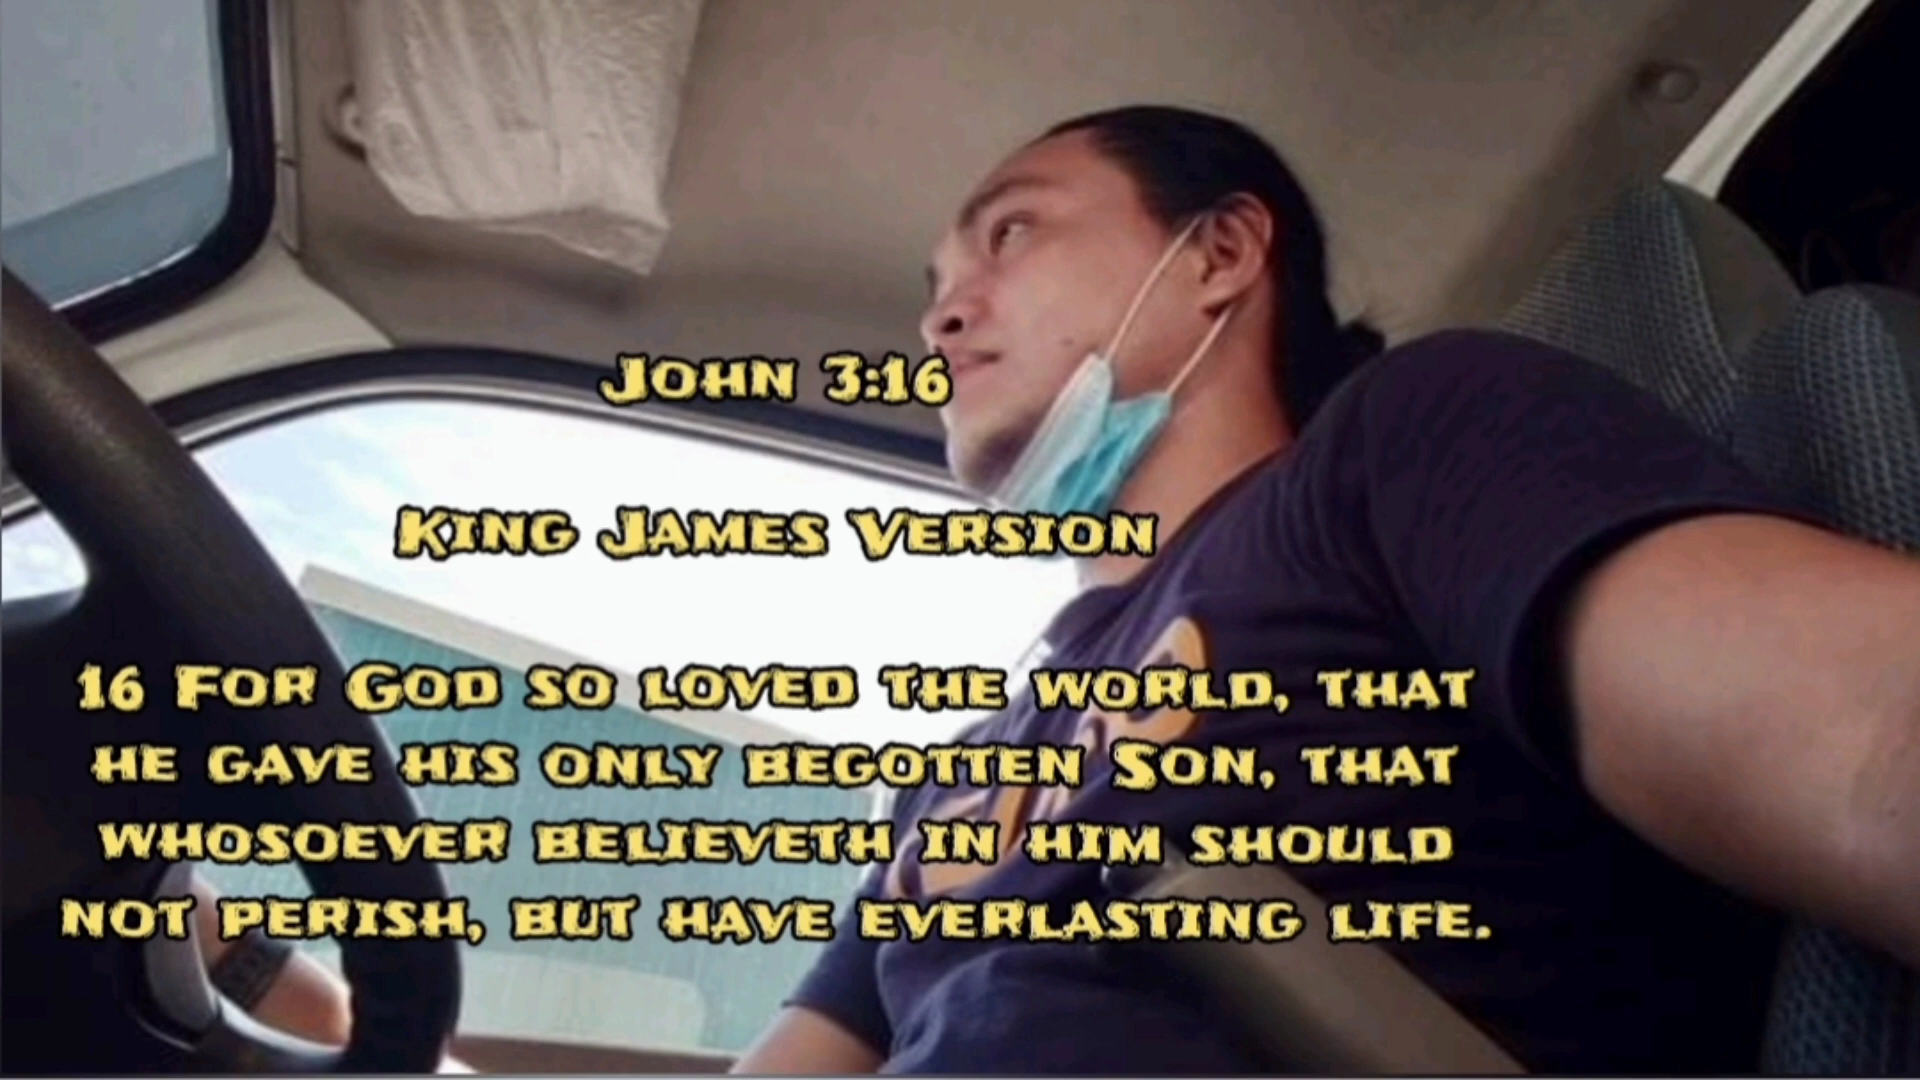 John 3:16
King James Version
16 For God so loved the world, that
he gave his only begotten Son, that
whosoever believeth in him should
not perish, but have everlasting life.